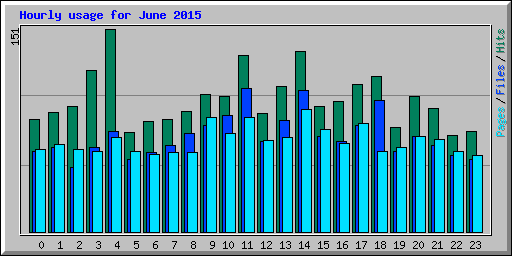 Hourly usage for June 2015
151
Pages / Files / Hits
0 1 2 3 4 5 6 7 8 9 10 11 12 13 14 15 16 17 18 19 20 21 22 23